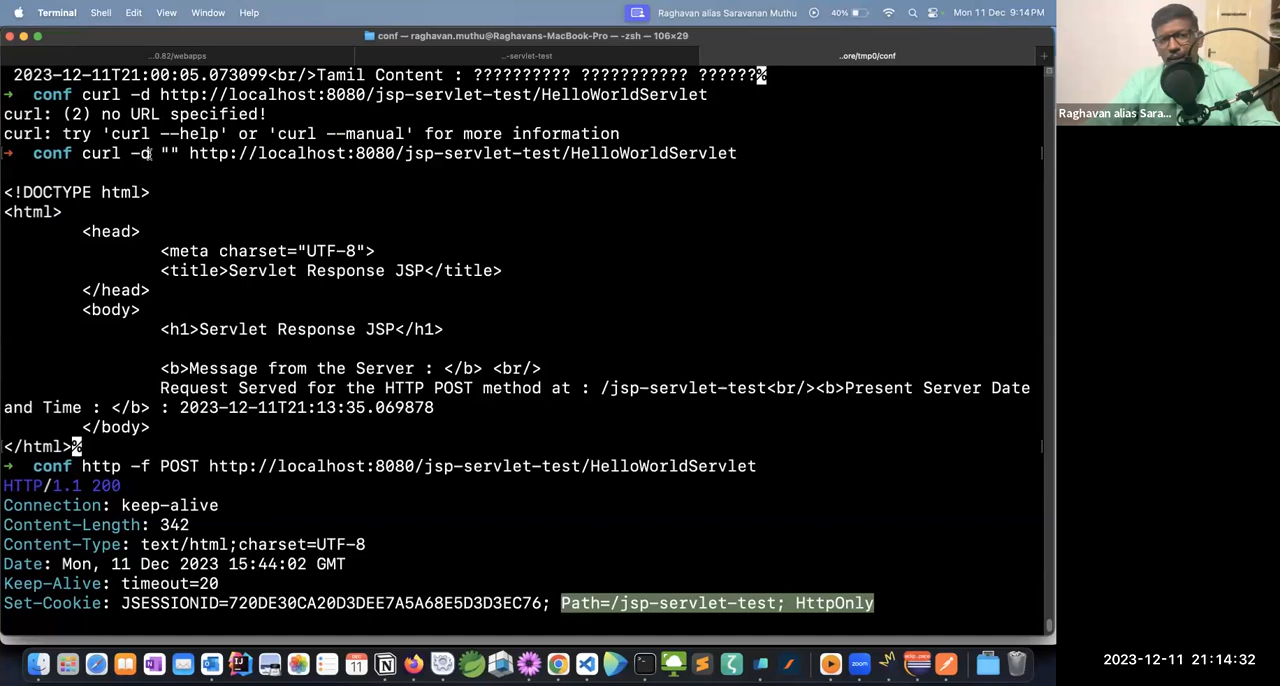 Terminal Shell Edit View Window Help Raghavan alias Saravanan Muthu 40% Mon 11 Dec 9:14 PM
conf — raghavan.muthu@Raghavans-MacBook-Pro — -zsh — 106×29
...0.82/webapps ...-servlet-test ..ore/tmp0/conf +
2023-12-11T21:00:05.073099<br/>Tamil Content : ?????????? ??????????? ??????%
→ conf curl -d http://localhost:8080/jsp-servlet-test/HelloWorldServlet
curl: (2) no URL specified!
curl: try 'curl --help' or 'curl --manual' for more information
→ conf curl -d "" http://localhost:8080/jsp-servlet-test/HelloWorldServlet
<!DOCTYPE html>
<html>
<head>
<meta charset="UTF-8">
<title>Servlet Response JSP</title>
</head>
<body>
<h1>Servlet Response JSP</h1>
<b>Message from the Server : </b> <br/>
Request Served for the HTTP POST method at : /jsp-servlet-test<br/><b>Present Server Date
and Time : </b> : 2023-12-11T21:13:35.069878
</body>
</html>%
→ conf http -f POST http://localhost:8080/jsp-servlet-test/HelloWorldServlet
HTTP/1.1 200
Connection: keep-alive
Content-Length: 342
Content-Type: text/html;charset=UTF-8
Date: Mon, 11 Dec 2023 15:44:02 GMT
Keep-Alive: timeout=20
Set-Cookie: JSESSIONID=720DE30CA20D3DEE7A5A68E5D3D3EC76; Path=/jsp-servlet-test; HttpOnly
Raghavan alias Sara...
2023-12-11 21:14:32